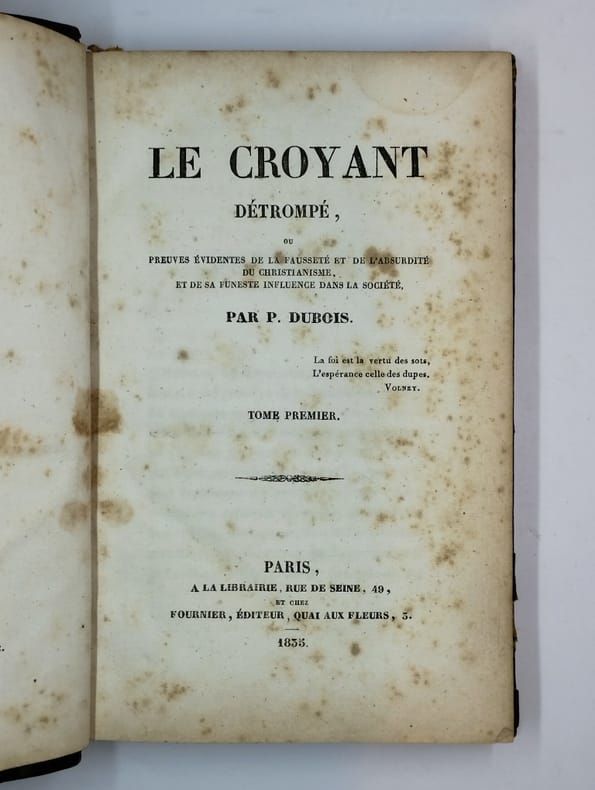 LE CROYANT
DÉTROMPÉ,
OU
PREUVES ÉVIDENTES DE LA FAUSSETÉ ET DE L'ABSURDITÉ
DU CHRISTIANISME,
ET DE SA FUNESTE INFLUENCE DANS LA SOCIÉTÉ,
PAR P. DUBOIS.
La foi est la vertu des sots,
L'espérance celle des dupes.
VOLNEY.
TOME PREMIER.
PARIS,
A LA LIBRAIRIE, RUE DE SEINE, 49,
ET CHEZ
FOURNIER, ÉDITEUR, QUAI AUX FLEURS, 3.
1835.